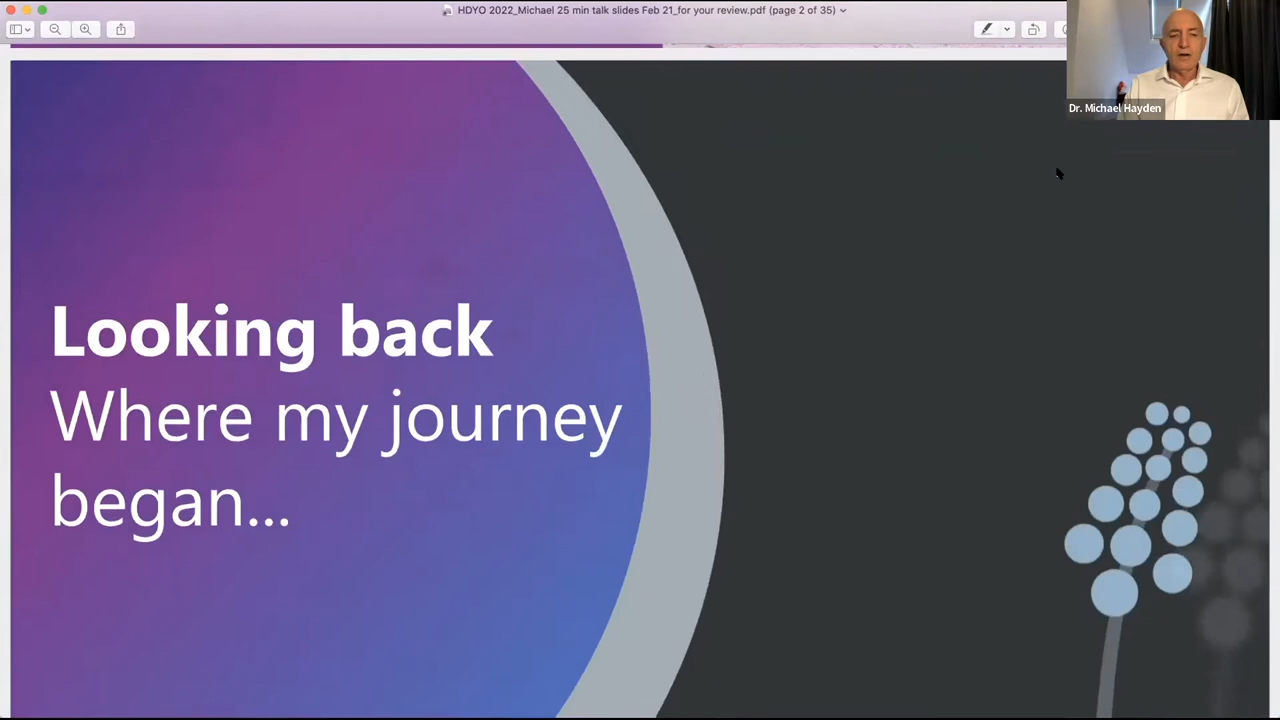 HDYO 2022_Michael 25 min talk slides Feb 21_for your review.pdf (page 2 of 35)
Dr. Michael Hayden
Looking back
Where my journey
began...